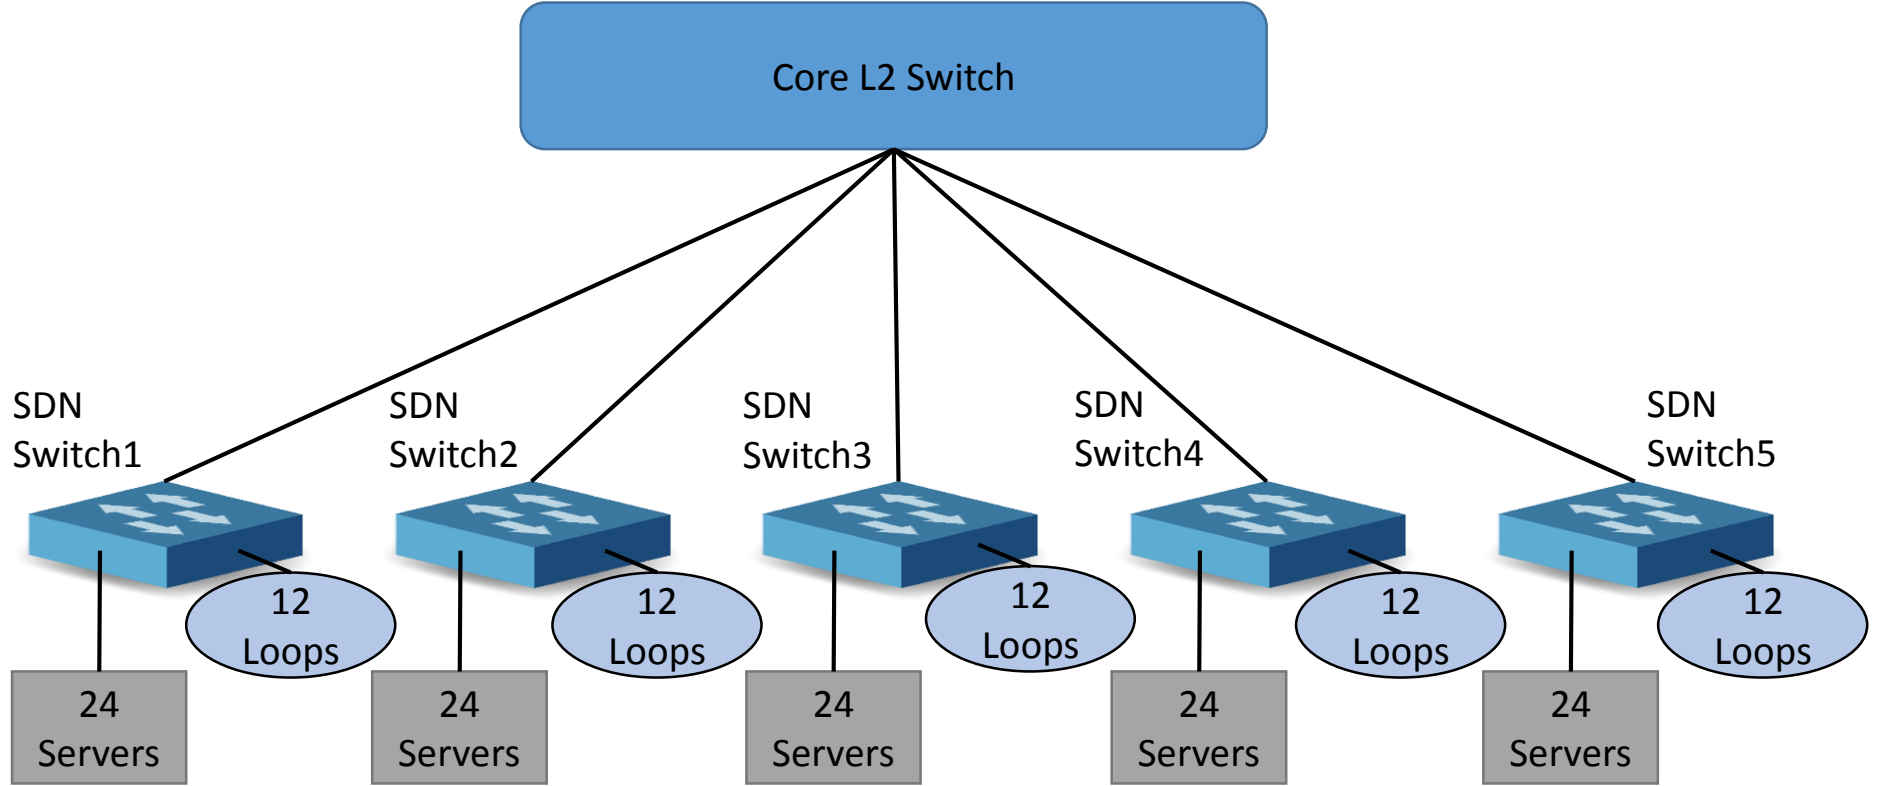 Core L2 Switch
SDN
Switch1
SDN
Switch2
SDN
Switch3
SDN
Switch4
SDN
Switch5
12
Loops
12
Loops
12
Loops
12
Loops
12
Loops
24
Servers
24
Servers
24
Servers
24
Servers
24
Servers